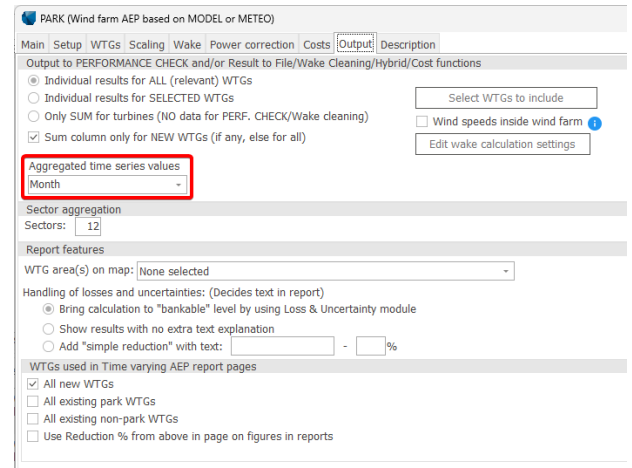 PARK (Wind farm AEP based on MODEL or METEO)
Main Setup WTGs Scaling Wake Power correction Costs Output Description
Output to PERFORMANCE CHECK and/or Result to File/Wake Cleaning/Hybrid/Cost functions
Individual results for ALL (relevant) WTGs
Individual results for SELECTED WTGs
Select WTGs to include
Only SUM for turbines (NO data for PERF. CHECK/Wake cleaning)
Wind speeds inside wind farm i
Sum column only for NEW WTGs (if any, else for all)
Edit wake calculation settings
Aggregated time series values
Month
Sector aggregation
Sectors: 12
Report features
WTG area(s) on map: None selected
Handling of losses and uncertainties: (Decides text in report)
Bring calculation to "bankable" level by using Loss & Uncertainty module
Show results with no extra text explanation
Add "simple reduction" with text: - %
WTGs used in Time varying AEP report pages
All new WTGs
All existing park WTGs
All existing non-park WTGs
Use Reduction % from above in page on figures in reports